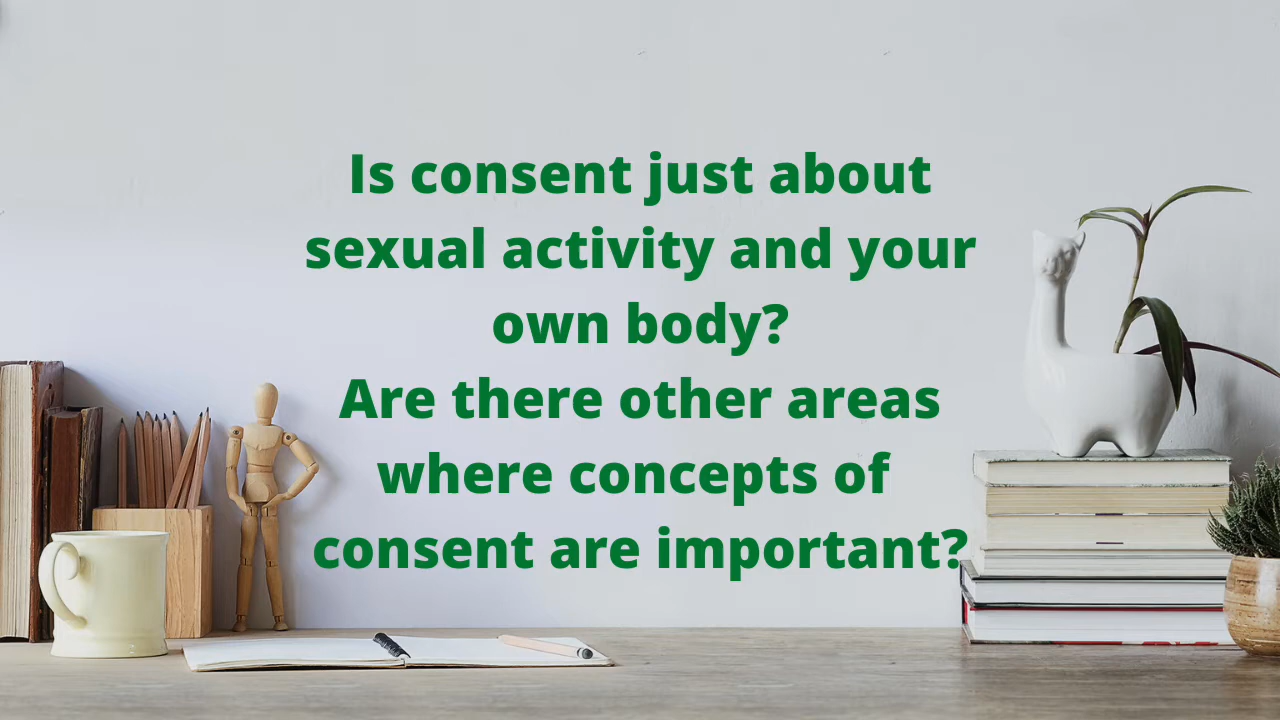 Is consent just about
sexual activity and your
own body?
Are there other areas
where concepts of
consent are important?